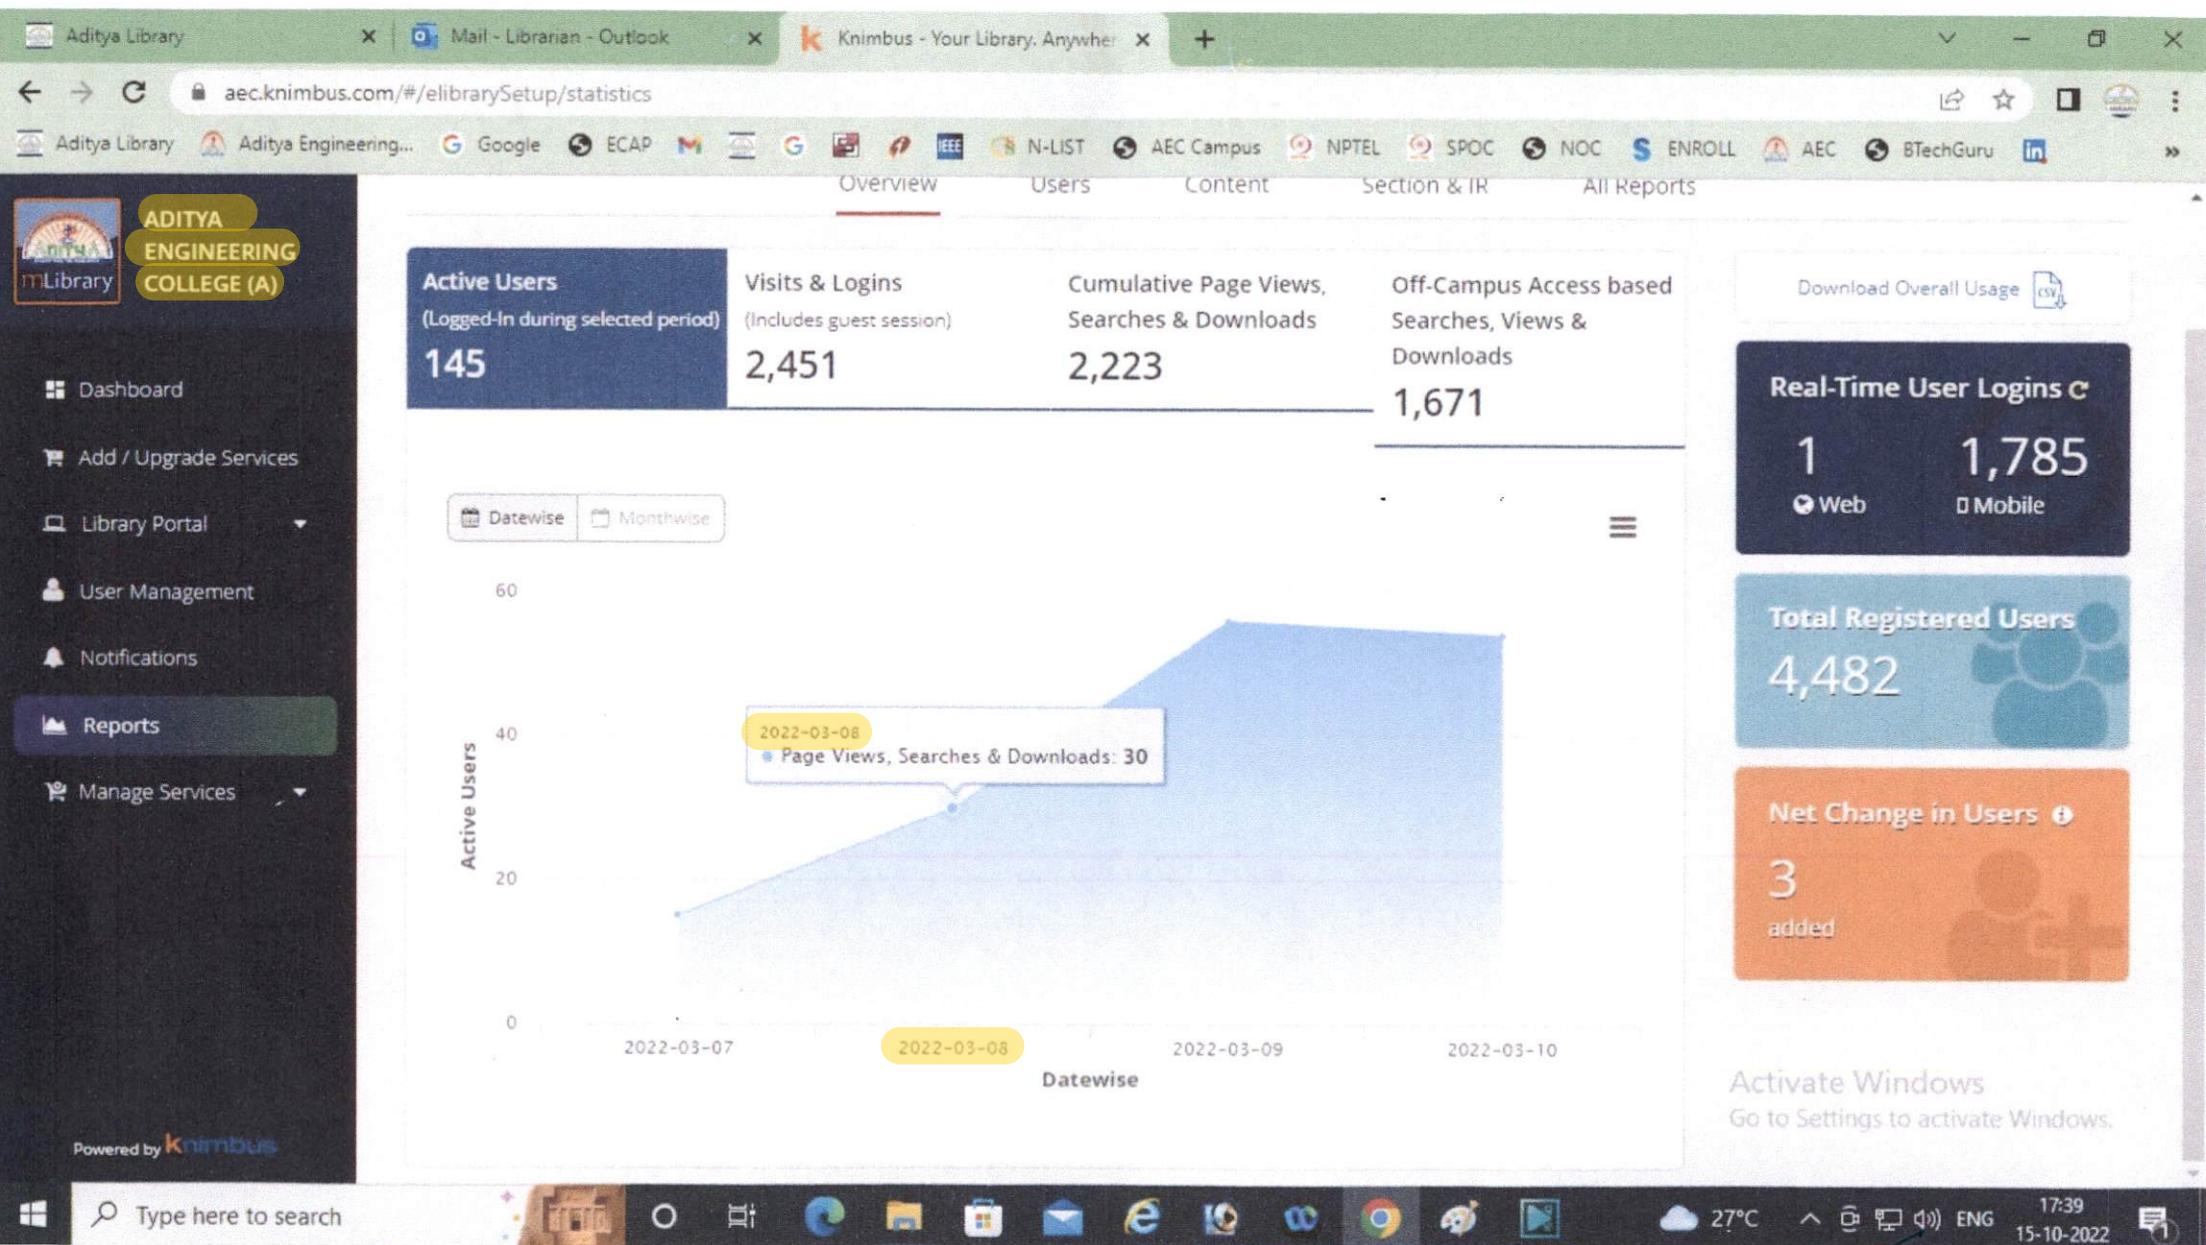 Aditya Library
Mail - Librarian - Outlook
Knimbus - Your Library. Anywher
aec.knimbus.com/#/elibrarySetup/statistics
Aditya Library
Aditya Engineering...
Google
ECAP
IEEE
N-LIST
AEC Campus
NPTEL
SPOC
NOC
ENROLL
AEC
BTechGuru
in
»
ADITYA
ENGINEERING
COLLEGE (A)
ADITYA
mLibrary
Dashboard
Add / Upgrade Services
Library Portal
User Management
Notifications
Reports
Manage Services
Powered by Knimbus
Overview
Users
Content
Section & IR
All Reports
Active Users
(Logged-In during selected period)
145
Visits & Logins
(Includes guest session)
2,451
Cumulative Page Views,
Searches & Downloads
2,223
Off-Campus Access based
Searches, Views &
Downloads
1,671
Datewise
Monthwise
60
40
20
0
Active Users
2022-03-08
Page Views, Searches & Downloads: 30
2022-03-07
2022-03-08
2022-03-09
2022-03-10
Datewise
Download Overall Usage
CSV
Real-Time User Logins
1
1,785
Web
Mobile
Total Registered Users
4,482
Net Change in Users
3
added
Activate Windows
Go to Settings to activate Windows.
Type here to search
27°C
ENG
17:39
15-10-2022
1